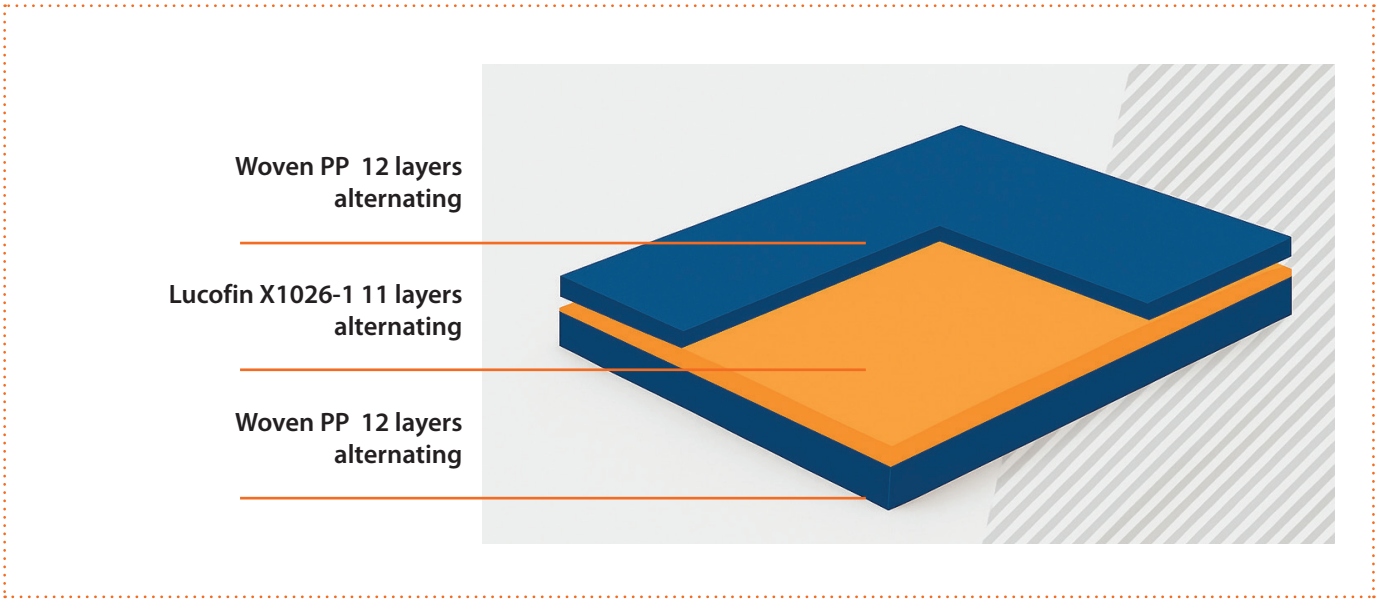 Woven PP  12 layers
alternating
Lucofin X1026-1 11 layers
alternating
Woven PP  12 layers
alternating